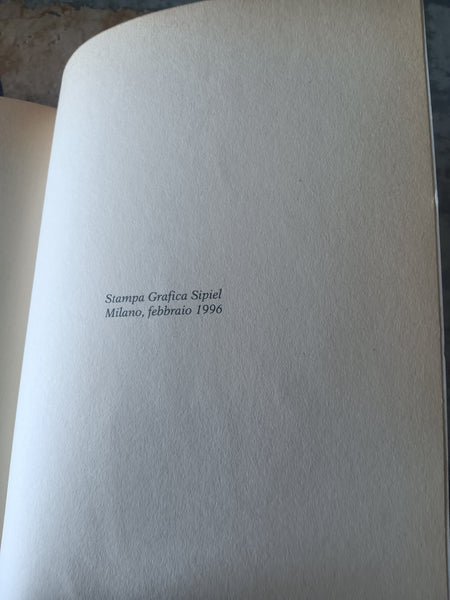 Stampa Grafica Sipiel
Milano, febbraio 1996